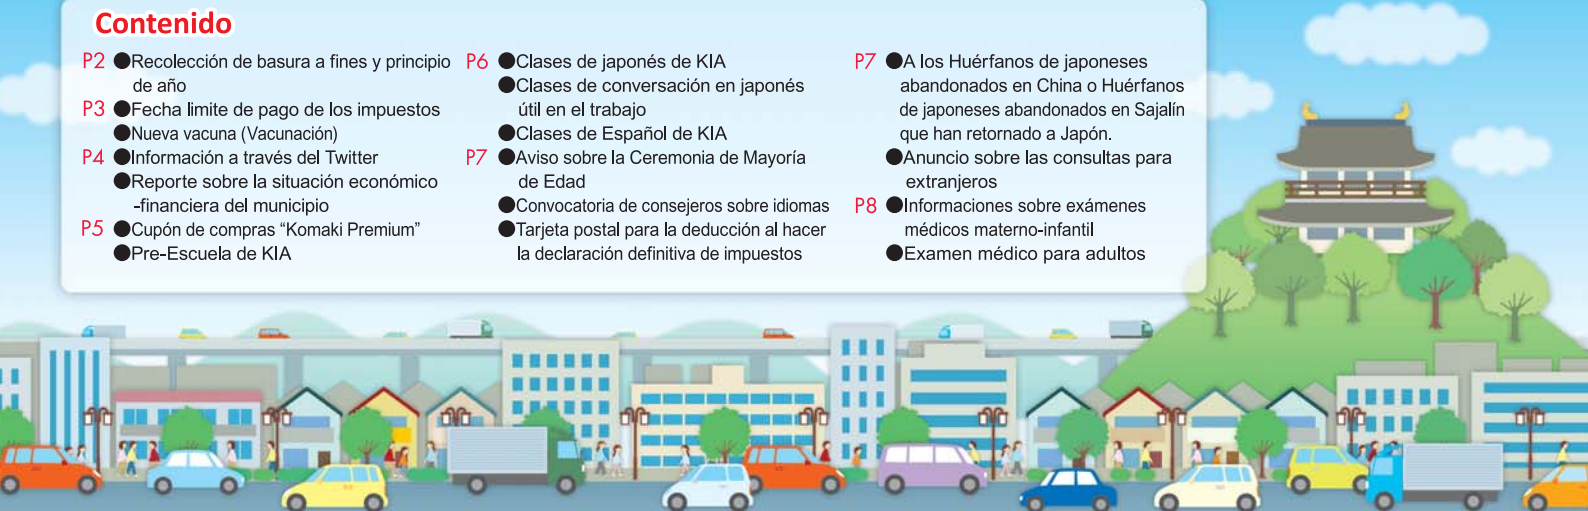 Contenido
P2 ●Recolección de basura a fines y principio
de año
P3 ●Fecha limite de pago de los impuestos
●Nueva vacuna (Vacunación)
P4 ●Información a través del Twitter
●Reporte sobre la situación económico
-financiera del municipio
P5 ●Cupón de compras “Komaki Premium”
●Pre-Escuela de KIA
P6 ●Clases de japonés de KIA
●Clases de conversación en japonés
útil en el trabajo
●Clases de Español de KIA
P7 ●Aviso sobre la Ceremonia de Mayoría
de Edad
●Convocatoria de consejeros sobre idiomas
●Tarjeta postal para la deducción al hacer
la declaración definitiva de impuestos
P7 ●A los Huérfanos de japoneses
abandonados en China o Huérfanos
de japoneses abandonados en Sajalín
que han retornado a Japón.
●Anuncio sobre las consultas para
extranjeros
P8 ●Informaciones sobre exámenes
médicos materno-infantil
●Examen médico para adultos